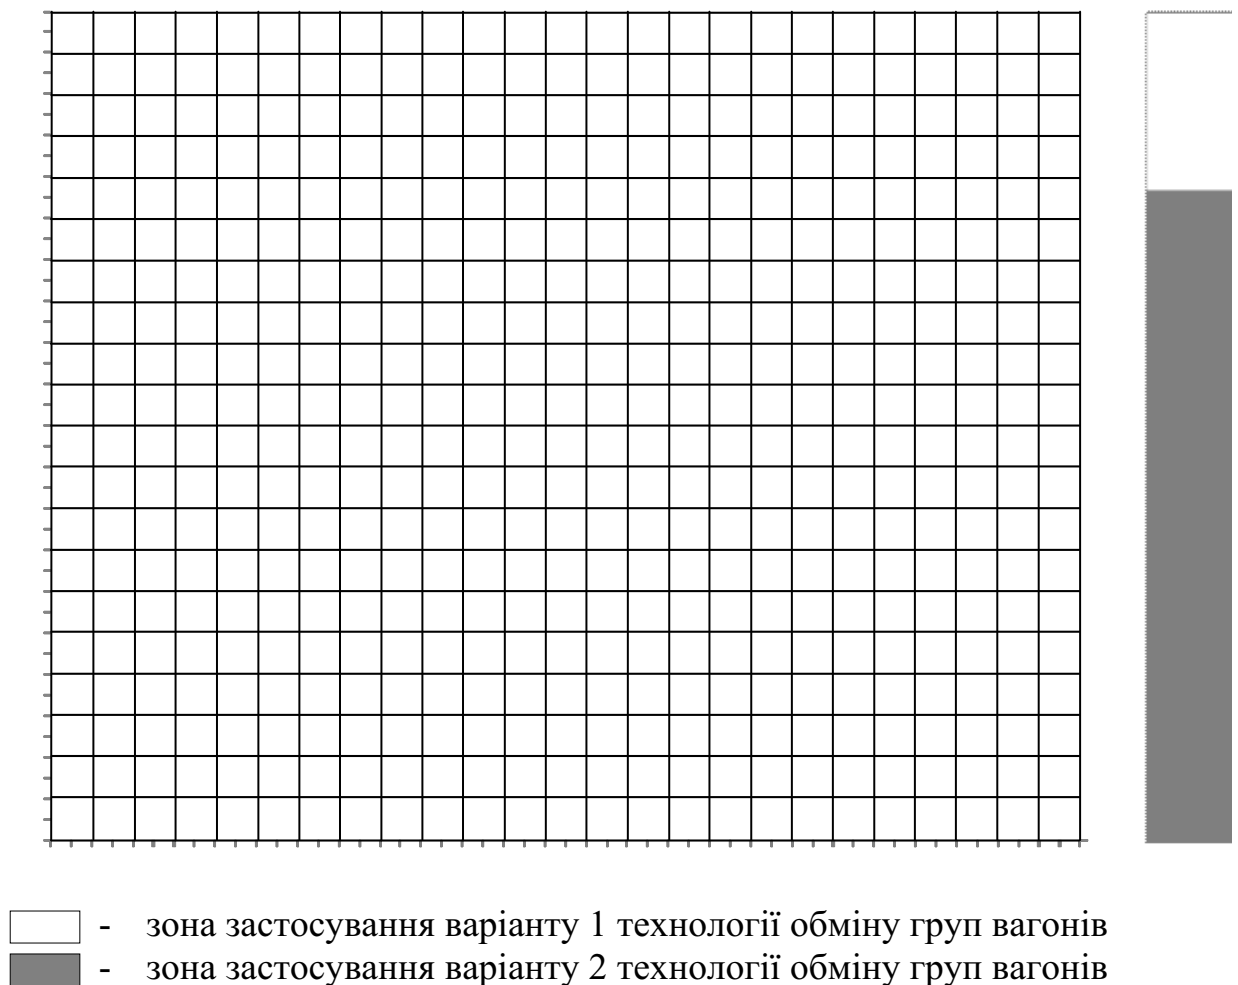 - зона застосування варіанту 1 технології обміну груп вагонів
- зона застосування варіанту 2 технології обміну груп вагонів